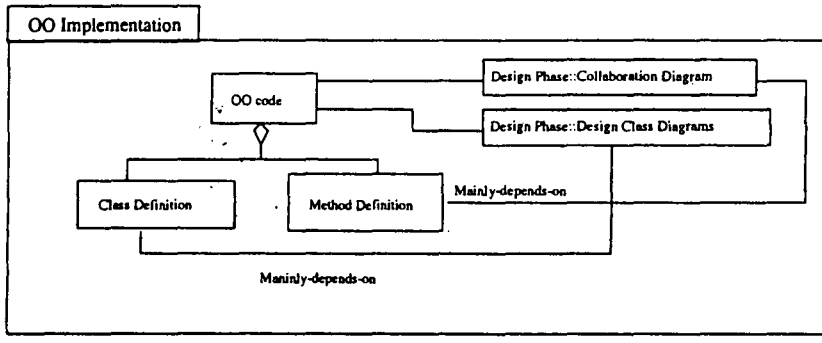 OO Implementation
Design Phase::Collaboration Diagram
OO code
Design Phase::Design Class Diagrams
Class Definition
Method Definition
Mainly-depends-on
Maninly-depends-on